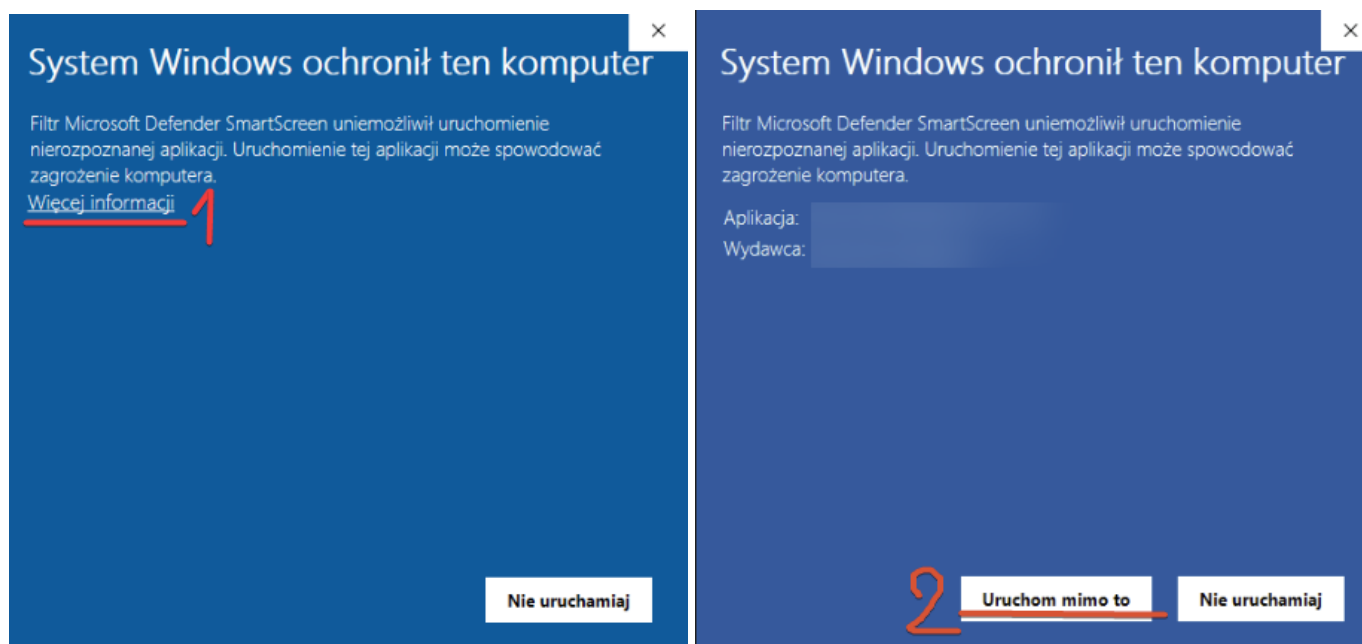 System Windows ochronił ten komputer
Filtr Microsoft Defender SmartScreen uniemożliwił uruchomienie
nierozpoznanej aplikacji. Uruchomienie tej aplikacji może spowodować
zagrożenie komputera.
Więcej informacji
1
Nie uruchamiaj
System Windows ochronił ten komputer
Filtr Microsoft Defender SmartScreen uniemożliwił uruchomienie
nierozpoznanej aplikacji. Uruchomienie tej aplikacji może spowodować
zagrożenie komputera.
Aplikacja:
Wydawca:
2
Uruchom mimo to
Nie uruchamiaj